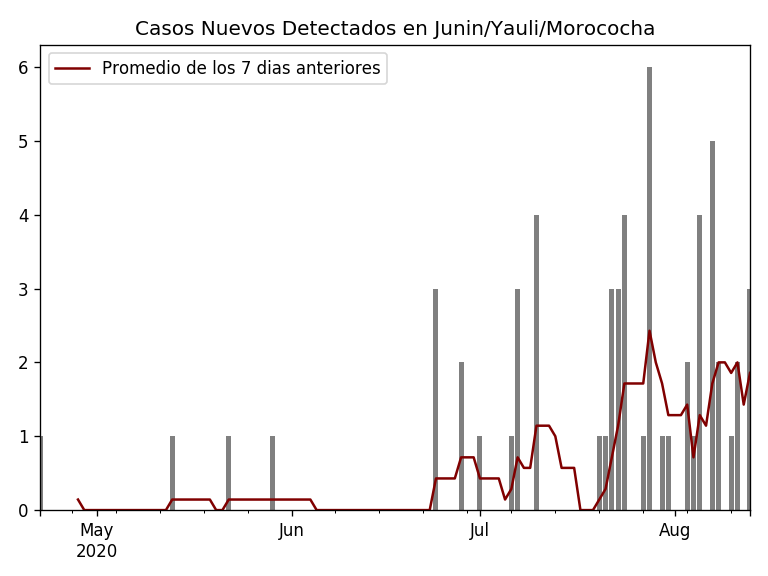 Casos Nuevos Detectados en Junin/Yauli/Morococha
Promedio de los 7 dias anteriores
6
5
4
3
2
1
0
May Jun Jul Aug
2020